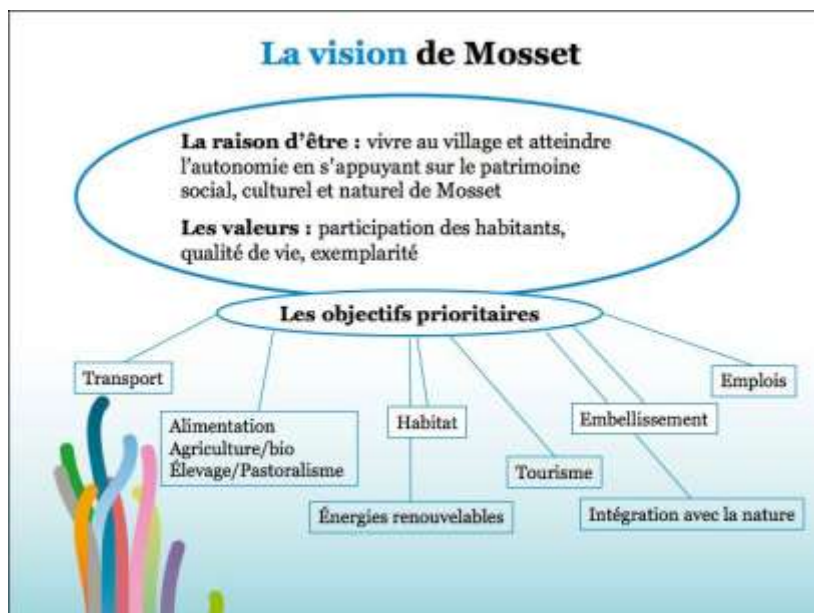 La vision de Mosset
La raison d'être : vivre au village et atteindre
l'autonomie en s'appuyant sur le patrimoine
social, culturel et naturel de Mosset
Les valeurs : participation des habitants,
qualité de vie, exemplarité
Les objectifs prioritaires
Transport
Emplois
Alimentation
Agriculture/bio
Élevage/Pastoralisme
Habitat
Embellissement
Tourisme
Énergies renouvelables
Intégration avec la nature